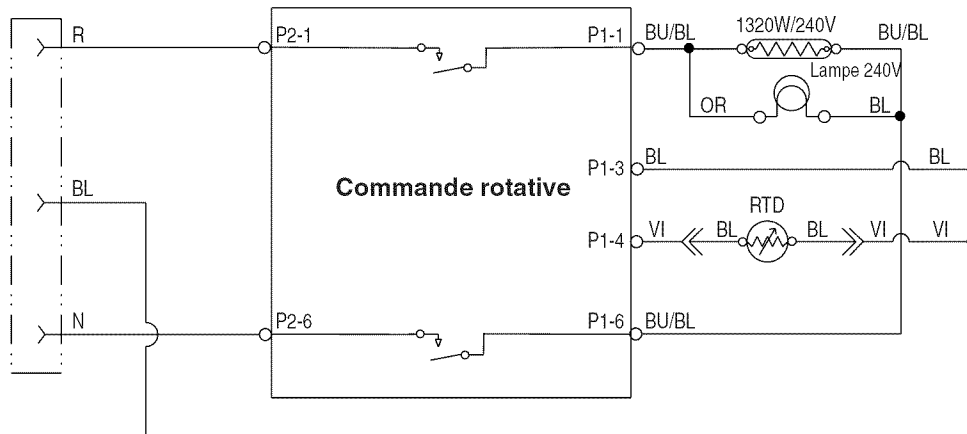 R P2-1 P1-1 BU/BL 1320W/240V BU/BL
Lampe 240V
OR BL
BL P1-3 BL BL
Commande rotative
RTD
P1-4 VI BL BL VI VI
N P2-6 P1-6 BU/BL